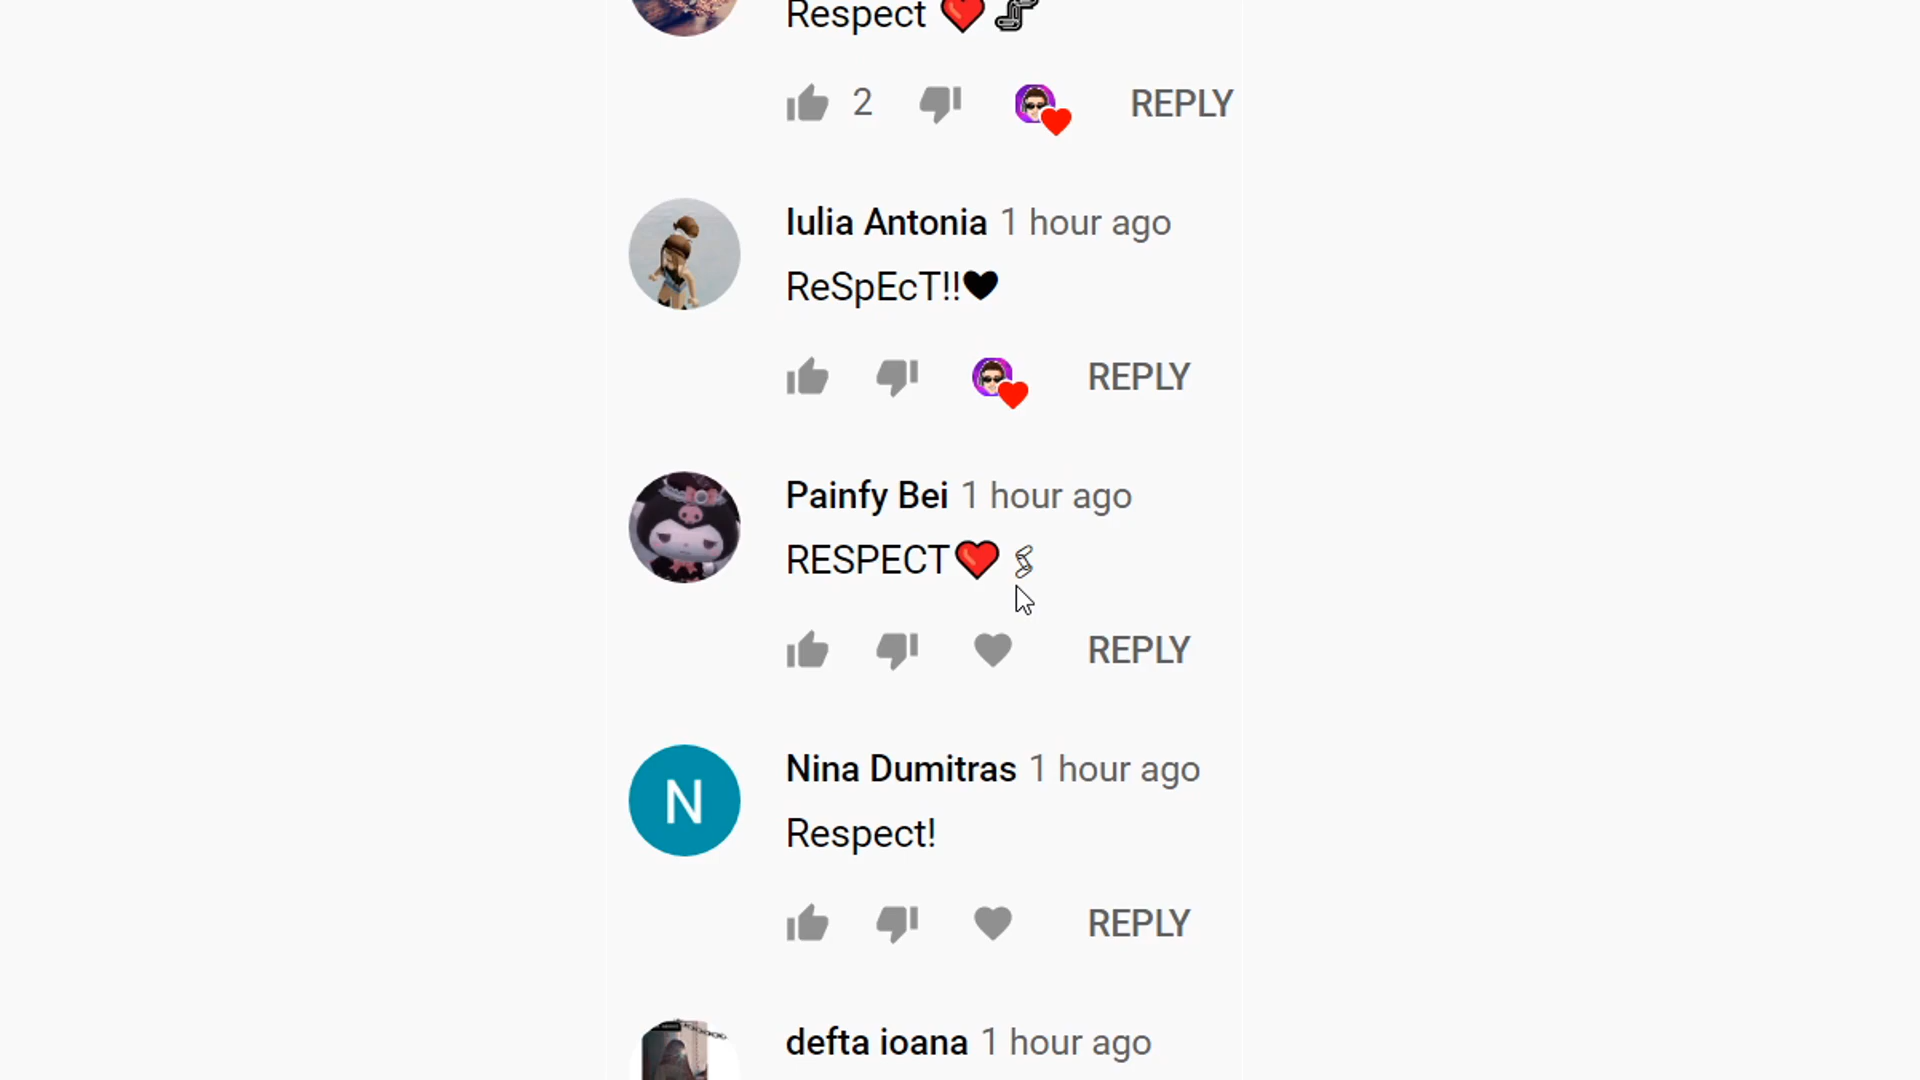 Respect ❤️
2 REPLY
Iulia Antonia 1 hour ago
ReSpEcT!!🖤
REPLY
Painfy Bei 1 hour ago
RESPECT❤️
REPLY
N
Nina Dumitras 1 hour ago
Respect!
REPLY
defta ioana 1 hour ago